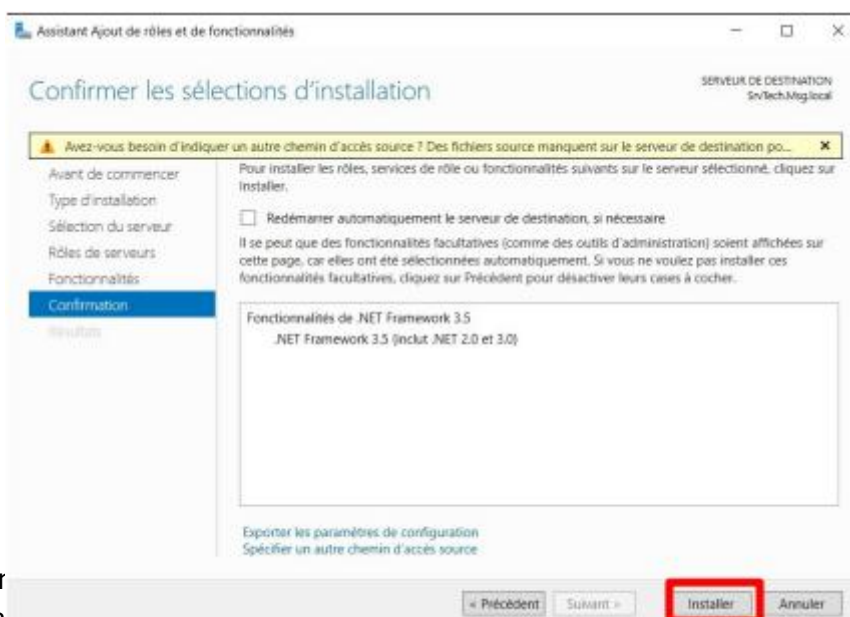 Assistant Ajout de rôles et de fonctionnalités
Confirmer les sélections d'installation
SERVEUR DE DESTINATION
SrvTech.Msg.local
Avez-vous besoin d'indiquer un autre chemin d'accès source ? Des fichiers source manquent sur le serveur de destination po...
Avant de commencer
Type d'installation
Sélection du serveur
Rôles de serveurs
Fonctionnalités
Confirmation
Résultats
Pour installer les rôles, services de rôle ou fonctionnalités suivants sur le serveur sélectionné, cliquez sur
Installer.
Redémarrer automatiquement le serveur de destination, si nécessaire
Il se peut que des fonctionnalités facultatives (comme des outils d'administration) soient affichées sur
cette page, car elles ont été sélectionnées automatiquement. Si vous ne voulez pas installer ces
fonctionnalités facultatives, cliquez sur Précédent pour désactiver leurs cases à cocher.
Fonctionnalités de .NET Framework 3.5
.NET Framework 3.5 (inclut .NET 2.0 et 3.0)
Exporter les paramètres de configuration
Spécifier un autre chemin d'accès source
< Précédent
Suivant >
Installer
Annuler